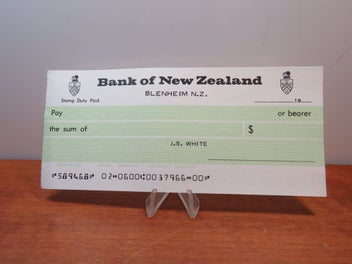 Bank of New Zealand
BLENHEIM N.Z.
Stamp Duty Paid
19
Pay or bearer
the sum of $
J.S. WHITE
⑈589468⑈ 02⑈0600⑆0037966⑈00⑈